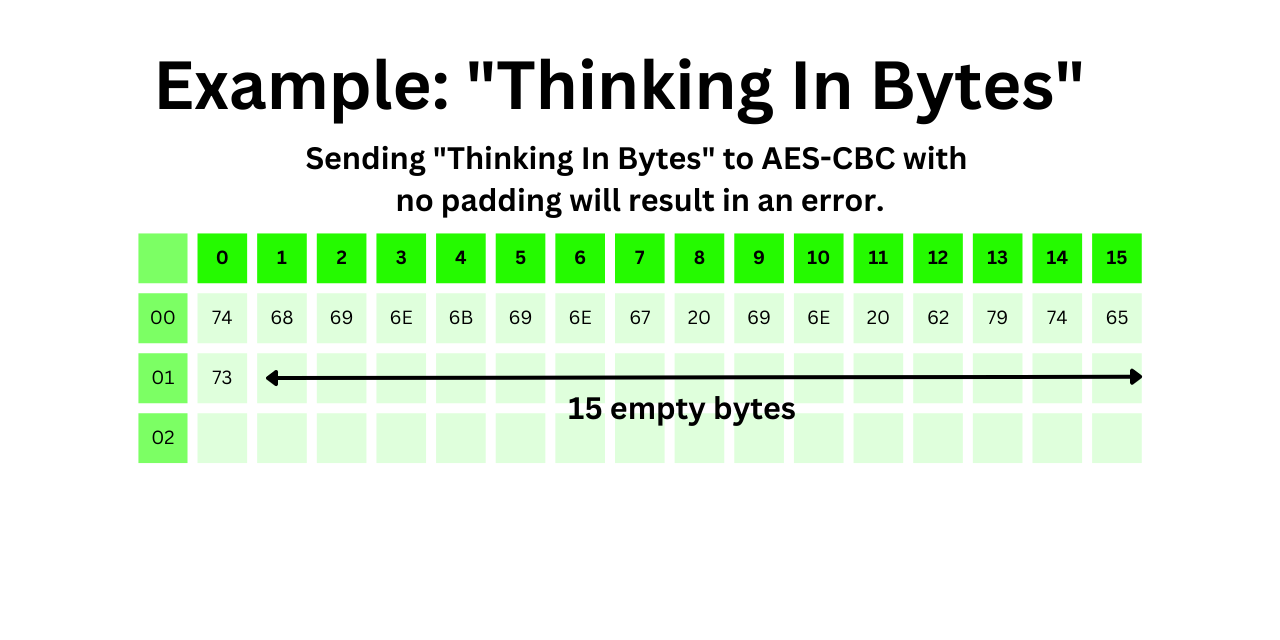 Example: "Thinking In Bytes"
Sending "Thinking In Bytes" to AES-CBC with
no padding will result in an error.
0 1 2 3 4 5 6 7 8 9 10 11 12 13 14 15
00 74 68 69 6E 6B 69 6E 67 20 69 6E 20 62 79 74 65
01 73
15 empty bytes
02